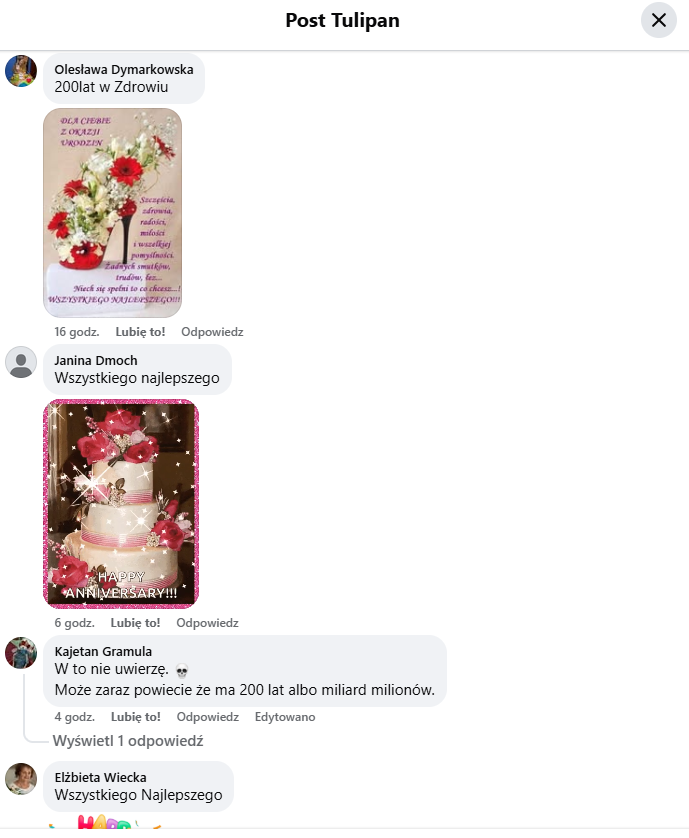 Post Tulipan
Olesława Dymarkowska
200lat w Zdrowiu
DLA CIEBIE
Z OKAZJI
URODZIN
Szczęścia,
zdrowia,
radości,
miłości
i wszelkiej
pomyślności.
Żadnych smutków,
trudów, łez...
Niech się spełni to co chcesz...!
WSZYSTKIEGO NAJLEPSZEGO!!!
16 godz. Lubię to! Odpowiedz
Janina Dmoch
Wszystkiego najlepszego
HAPPY
ANNIVERSARY!!!
6 godz. Lubię to! Odpowiedz
Kajetan Gramula
W to nie uwierzę. 💀
Może zaraz powiecie że ma 200 lat albo miliard milionów.
4 godz. Lubię to! Odpowiedz Edytowano
Wyświetl 1 odpowiedź
Elżbieta Wiecka
Wszystkiego Najlepszego